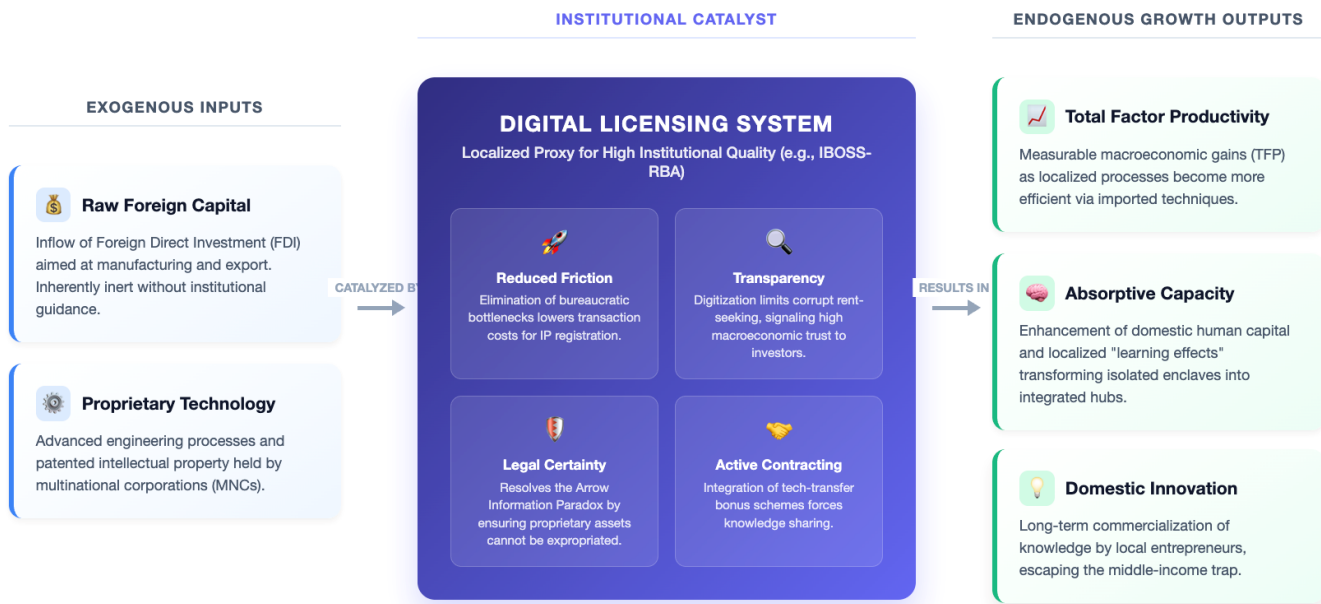 EXOGENOUS INPUTS
Raw Foreign Capital
Inflow of Foreign Direct Investment (FDI)
aimed at manufacturing and export.
Inherently inert without institutional
guidance.
Proprietary Technology
Advanced engineering processes and
patented intellectual property held by
multinational corporations (MNCs).
CATALYZED BY
INSTITUTIONAL CATALYST
DIGITAL LICENSING SYSTEM
Localized Proxy for High Institutional Quality (e.g., IBOSS-
RBA)
Reduced Friction
Elimination of bureaucratic
bottlenecks lowers transaction
costs for IP registration.
Transparency
Digitization limits corrupt rent-
seeking, signaling high
macroeconomic trust to
investors.
Legal Certainty
Resolves the Arrow
Information Paradox by
ensuring proprietary assets
cannot be expropriated.
Active Contracting
Integration of tech-transfer
bonus schemes forces
knowledge sharing.
RESULTS IN
ENDOGENOUS GROWTH OUTPUTS
Total Factor Productivity
Measurable macroeconomic gains (TFP)
as localized processes become more
efficient via imported techniques.
Absorptive Capacity
Enhancement of domestic human capital
and localized "learning effects"
transforming isolated enclaves into
integrated hubs.
Domestic Innovation
Long-term commercialization of
knowledge by local entrepreneurs,
escaping the middle-income trap.